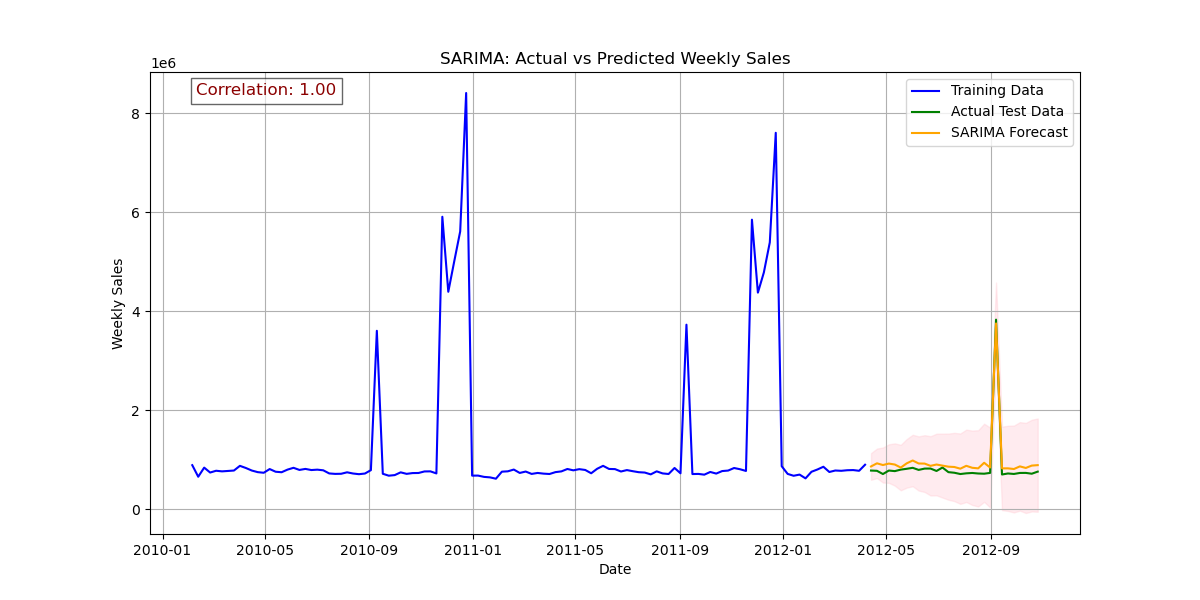 SARIMA: Actual vs Predicted Weekly Sales
1e6
Correlation: 1.00
Training Data
Actual Test Data
SARIMA Forecast
8
6
4
2
0
Weekly Sales
2010-01 2010-05 2010-09 2011-01 2011-05 2011-09 2012-01 2012-05 2012-09
Date